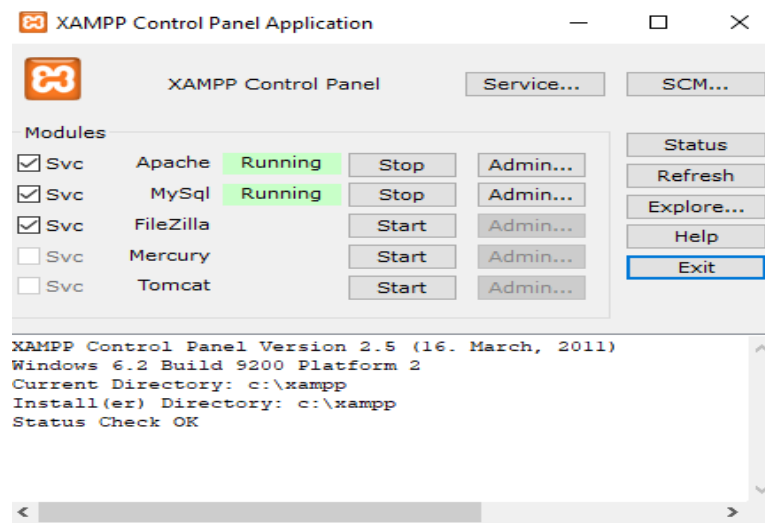 XAMPP Control Panel Application
XAMPP Control Panel Service... SCM...
Modules
Svc Apache Running Stop Admin...
Svc MySql Running Stop Admin...
Svc FileZilla Start Admin...
Svc Mercury Start Admin...
Svc Tomcat Start Admin...
Status
Refresh
Explore...
Help
Exit
XAMPP Control Panel Version 2.5 (16. March, 2011)
Windows 6.2 Build 9200 Platform 2
Current Directory: c:\xampp
Install(er) Directory: c:\xampp
Status Check OK